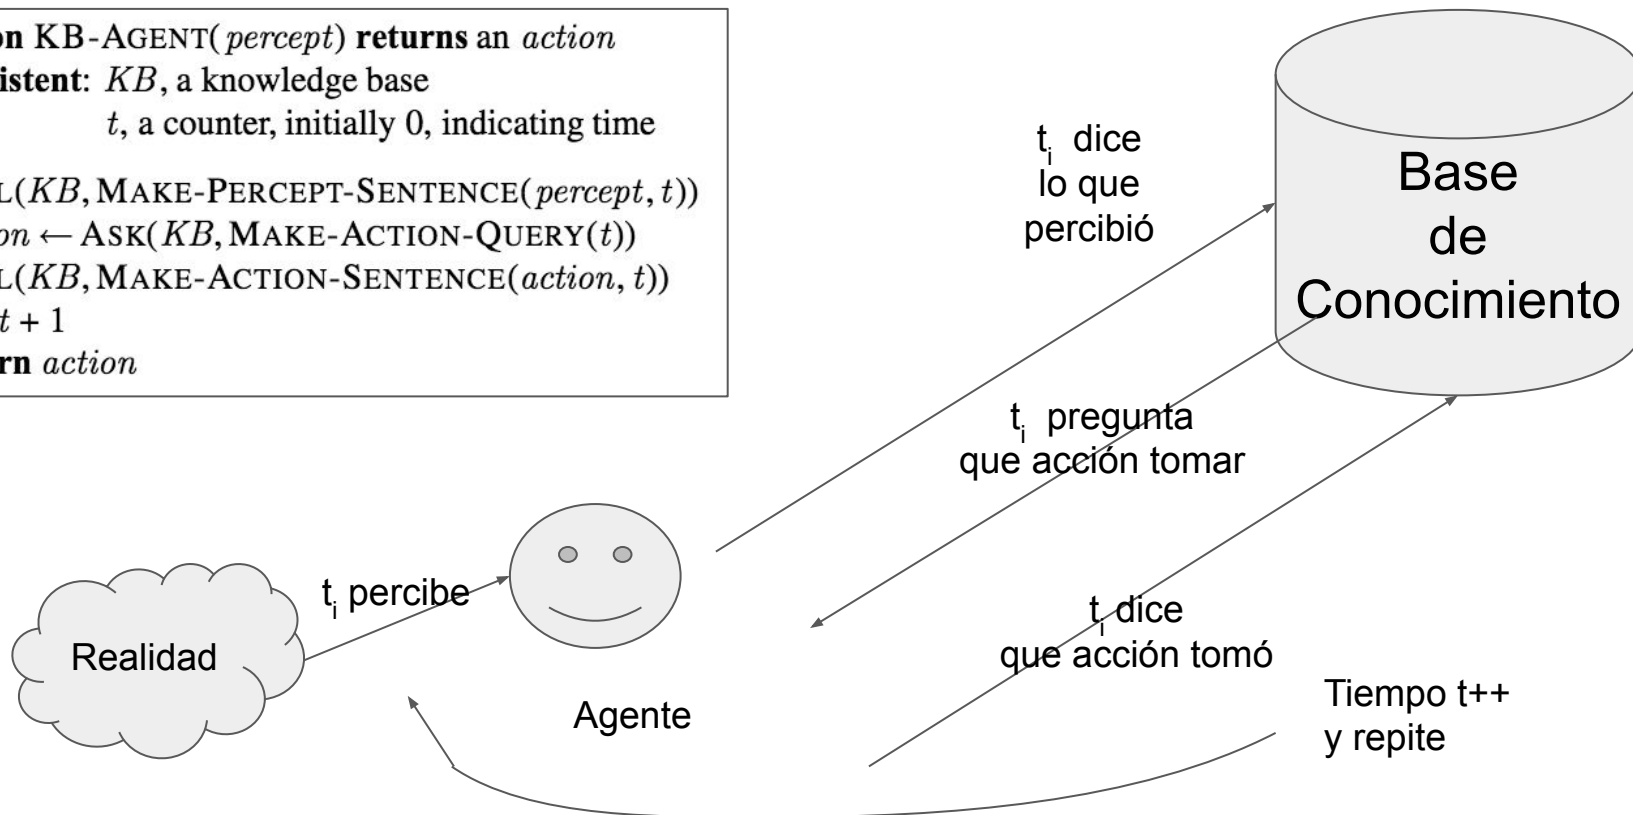 on KB-AGENT(percept) returns an action
istent: KB, a knowledge base
t, a counter, initially 0, indicating time
L(KB, MAKE-PERCEPT-SENTENCE(percept, t))
on ← ASK(KB, MAKE-ACTION-QUERY(t))
L(KB, MAKE-ACTION-SENTENCE(action, t))
t + 1
rn action
tᵢ dice
lo que
percibió
Base
de
Conocimiento
tᵢ pregunta
que acción tomar
tᵢ percibe
Realidad
Agente
tᵢ dice
que acción tomó
Tiempo t++
y repite